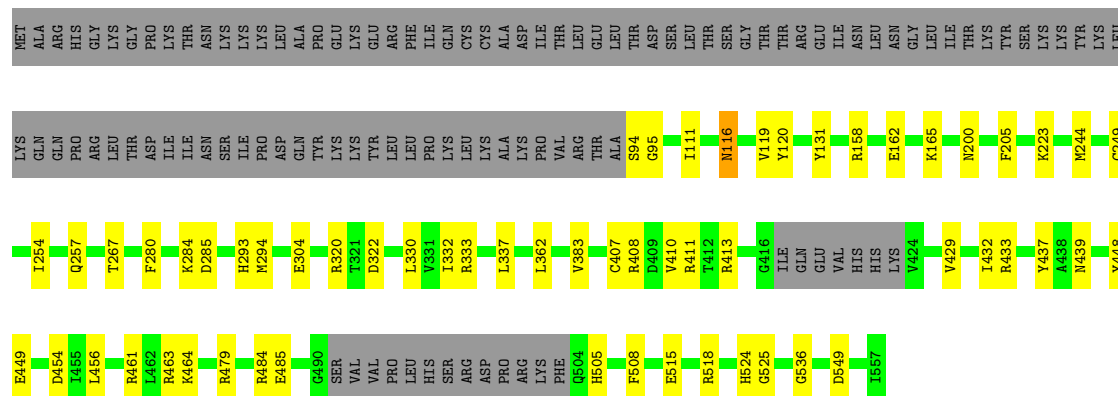 MET ALA ARG HIS GLY LYS GLY PRO LYS THR ASN LYS LYS LYS LEU ALA PRO GLU LYS GLU ARG PHE ILE GLN CYS CYS ALA ASP ILE THR LEU GLU LEU THR ASP SER LEU THR SER GLY THR THR ARG GLU ILE ASN LEU ASN GLY LEU ILE THR LYS TYR SER LYS LYS TYR LYS LEU
LYS GLN GLN PRO ARG LEU THR ASP ILE ILE ASN SER ILE PRO ASP GLN TYR LYS LYS TYR LEU LEU PRO LYS LEU LYS ALA LYS PRO VAL ARG THR ALA S94 G95 I111 N116 V119 Y120 Y131 R158 E162 K165 N200 F205 K223 M244
I254 Q257 T267 F280 K284 D285 H293 M294 E304 R320 T321 D322 L330 V331 I332 R333 L337 L362 V383 C407 R408 D409 V410 R411 T412 R413 G416 ILE GLN GLU VAL HIS HIS LYS V424 V429 I432 R433 Y437 A438 N439 Y448
E449 D454 I455 L456 R461 L462 R463 K464 R479 R484 E485 G490 SER VAL VAL PRO LEU HIS SER ARG ASP PRO ARG LYS PHE Q504 H505 F508 E515 R518 H524 G525 G536 D549 I557